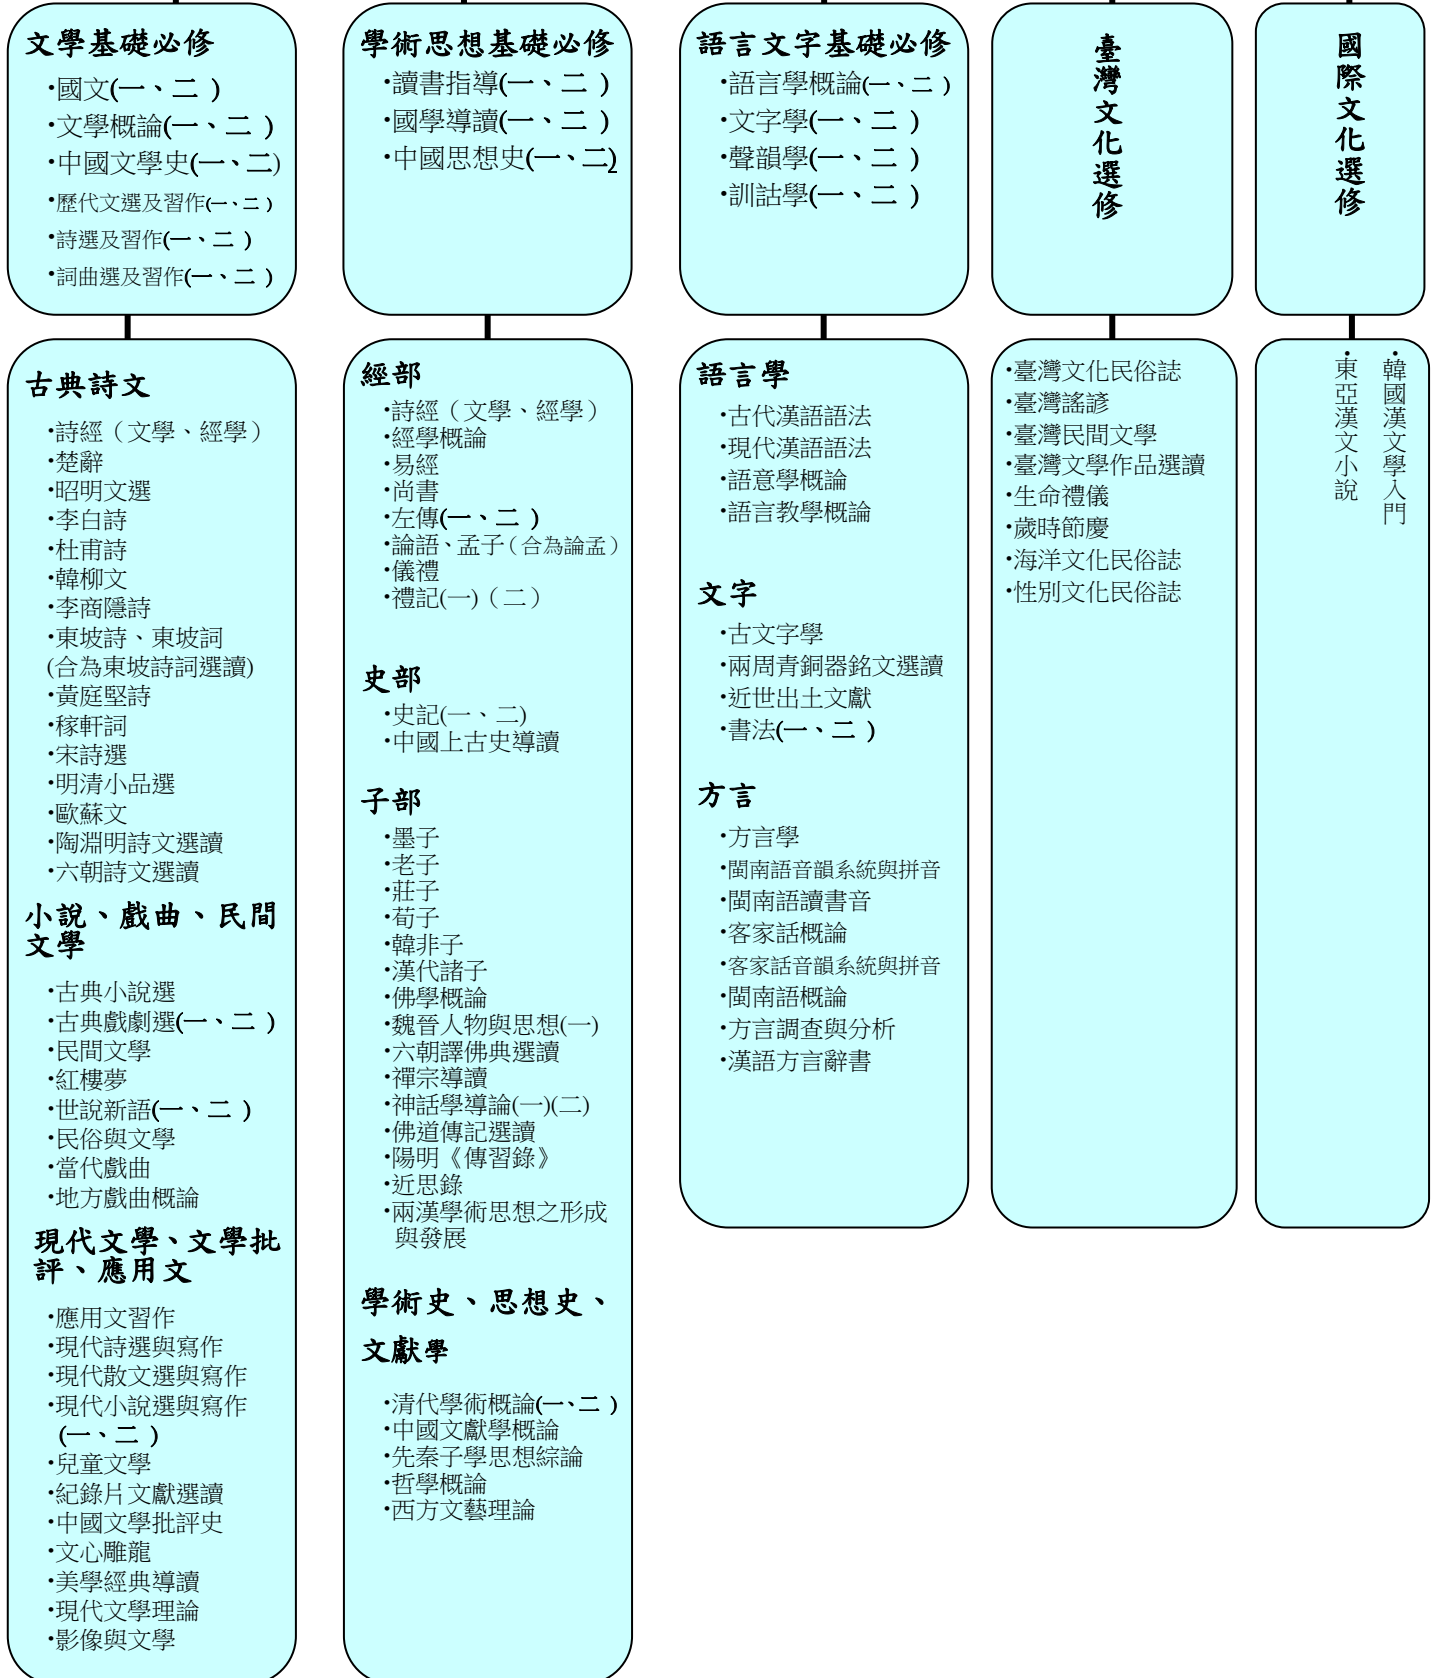 文學基礎必修
·國文(一、二 )
·文學概論(一、二 )
·中國文學史(一、二)
·歷代文選及習作(一、二 )
·詩選及習作(一、二 )
·詞曲選及習作(一、二 )
學術思想基礎必修
·讀書指導(一、二 )
·國學導讀(一、二 )
·中國思想史(一、二)
語言文字基礎必修
·語言學概論(一、二 )
·文字學(一、二 )
·聲韻學(一、二 )
·訓詁學(一、二 )
臺灣文化選修
國際文化選修
古典詩文
·詩經（文學、經學）
·楚辭
·昭明文選
·李白詩
·杜甫詩
·韓柳文
·李商隱詩
·東坡詩、東坡詞
(合為東坡詩詞選讀)
·黃庭堅詩
·稼軒詞
·宋詩選
·明清小品選
·歐蘇文
·陶淵明詩文選讀
·六朝詩文選讀
小說、戲曲、民間
文學
·古典小說選
·古典戲劇選(一、二 )
·民間文學
·紅樓夢
·世說新語(一、二 )
·民俗與文學
·當代戲曲
·地方戲曲概論
現代文學、文學批
評、應用文
·應用文習作
·現代詩選與寫作
·現代散文選與寫作
·現代小說選與寫作
(一、二 )
·兒童文學
·紀錄片文獻選讀
·中國文學批評史
·文心雕龍
·美學經典導讀
·現代文學理論
·影像與文學
經部
·詩經（文學、經學）
·經學概論
·易經
·尚書
·左傳(一、二 )
·論語、孟子（合為論孟）
·儀禮
·禮記(一)（二）
史部
·史記(一、二)
·中國上古史導讀
子部
·墨子
·老子
·莊子
·荀子
·韓非子
·漢代諸子
·佛學概論
·魏晉人物與思想(一)
·六朝譯佛典選讀
·禪宗導讀
·神話學導論(一)(二)
·佛道傳記選讀
·陽明《傳習錄》
·近思錄
·兩漢學術思想之形成
與發展
學術史、思想史、
文獻學
·清代學術概論(一、二 )
·中國文獻學概論
·先秦子學思想綜論
·哲學概論
·西方文藝理論
語言學
·古代漢語語法
·現代漢語語法
·語意學概論
·語言教學概論
文字
·古文字學
·兩周青銅器銘文選讀
·近世出土文獻
·書法(一、二 )
方言
·方言學
·閩南語音韻系統與拼音
·閩南語讀書音
·客家話概論
·客家話音韻系統與拼音
·閩南語概論
·方言調查與分析
·漢語方言辭書
·臺灣文化民俗誌
·臺灣謠諺
·臺灣民間文學
·臺灣文學作品選讀
·生命禮儀
·歲時節慶
·海洋文化民俗誌
·性別文化民俗誌
·韓國漢文學入門
·東亞漢文小說